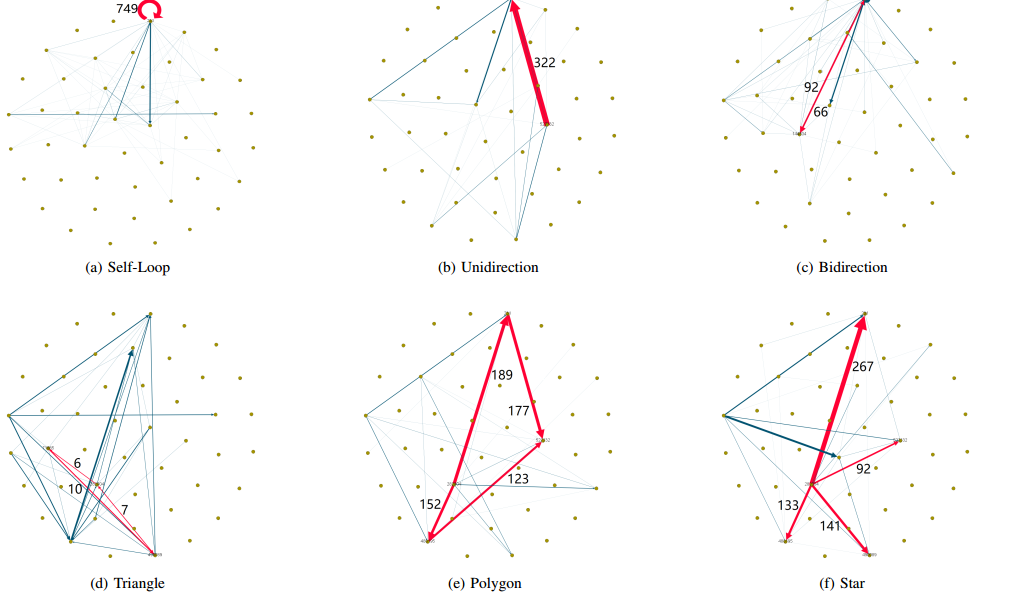 749
322
92
66
(a) Self-Loop
(b) Unidirection
(c) Bidirection
6
10
7
189
177
123
152
267
92
133
141
(d) Triangle
(e) Polygon
(f) Star